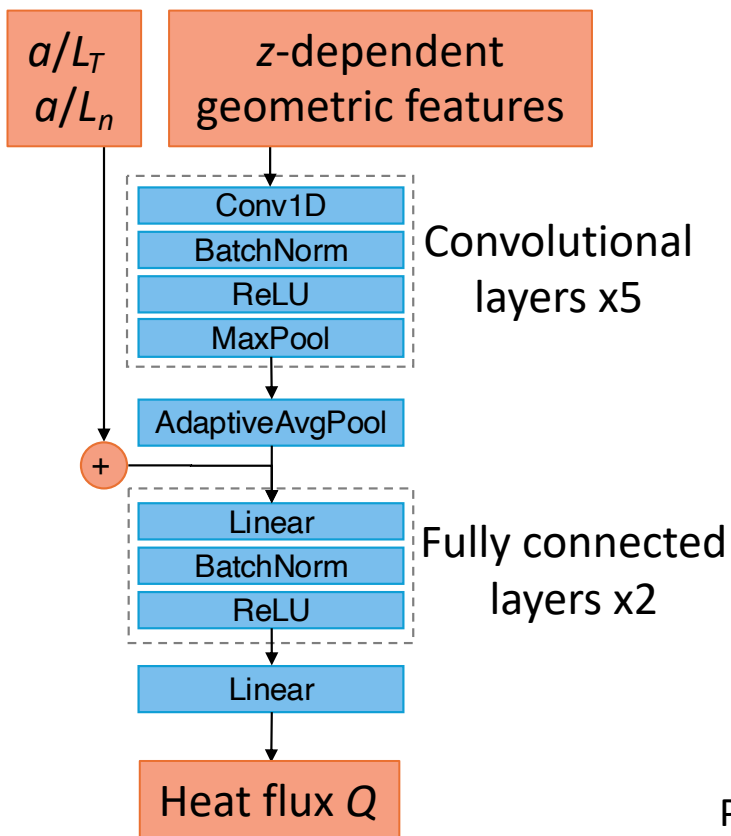 a/L_T
a/L_n
z-dependent
geometric features
Conv1D
BatchNorm
ReLU
MaxPool
Convolutional
layers x5
AdaptiveAvgPool
+
Linear
BatchNorm
ReLU
Fully connected
layers x2
Linear
Heat flux Q
P